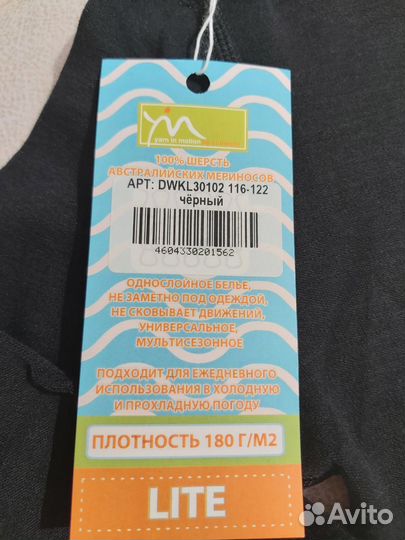 yarn in motion
100% ШЕРСТЬ
АВСТРАЛИЙСКИХ МЕРИНОСОВ
АРТ: DWKL30102 116-122
чёрный
4604330201562
ОДНОСЛОЙНОЕ БЕЛЬЕ,
НЕ ЗАМЕТНО ПОД ОДЕЖДОЙ,
НЕ СКОВЫВАЕТ ДВИЖЕНИЙ,
УНИВЕРСАЛЬНОЕ,
МУЛЬТИСЕЗОННОЕ
ПОДХОДИТ ДЛЯ ЕЖЕДНЕВНОГО
ИСПОЛЬЗОВАНИЯ В ХОЛОДНУЮ
И ПРОХЛАДНУЮ ПОГОДУ
ПЛОТНОСТЬ 180 Г/М2
LITE
Avito